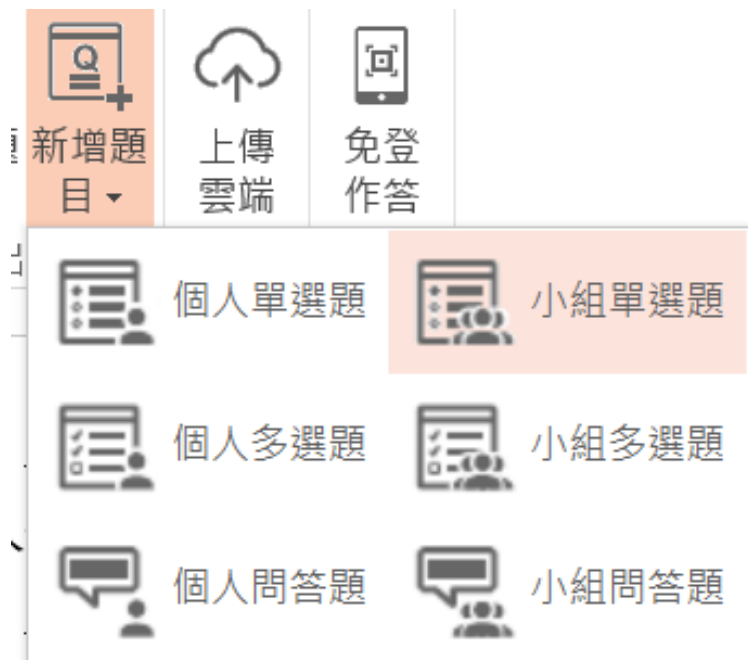 新增題
目
上傳
雲端
免登
作答
個人單選題
小組單選題
個人多選題
小組多選題
個人問答題
小組問答題